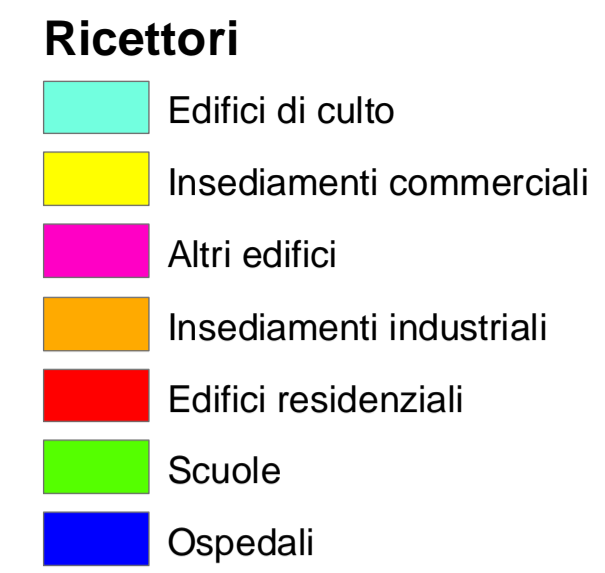 Ricettori
Edifici di culto
Insediamenti commerciali
Altri edifici
Insediamenti industriali
Edifici residenziali
Scuole
Ospedali